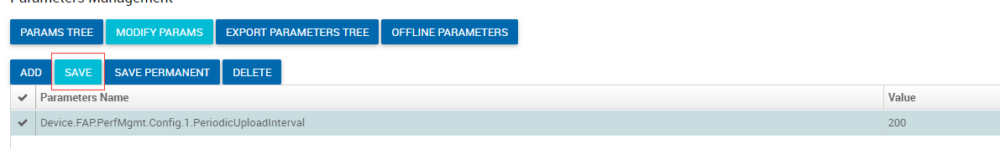 Parameters Management
PARAMS TREE MODIFY PARAMS EXPORT PARAMETERS TREE OFFLINE PARAMETERS
ADD SAVE SAVE PERMANENT DELETE
Parameters Name Value
Device.FAP.PerfMgmt.Config.1.PeriodicUploadInterval 200